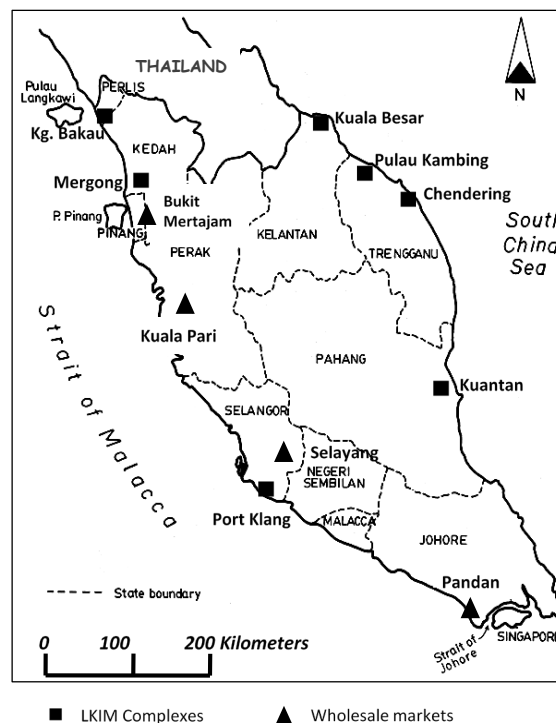 THAILAND
Pulau
Langkawi
PERLIS
Kg. Bakau
KEDAH
Kuala Besar
Pulau Kambing
Chendering
Mergong
Bukit
Mertajam
P. Pinang
PINANG
PERAK
KELANTAN
TRENGGANU
South
China
Sea
Strait of Malacca
Kuala Pari
PAHANG
Kuantan
SELANGOR
Selayang
NEGERI
SEMBILAN
Port Klang
MALACCA
JOHORE
Pandan
State boundary
Strait of
Johore
SINGAPORE
0 100 200 Kilometers
N
LKIM Complexes
Wholesale markets